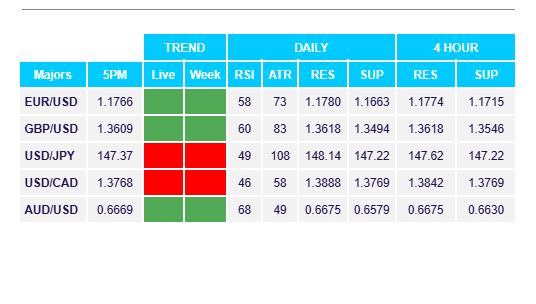 TREND DAILY 4 HOUR
Majors 5PM Live Week RSI ATR RES SUP RES SUP
EUR/USD 1.1766 58 73 1.1780 1.1663 1.1774 1.1715
GBP/USD 1.3609 60 83 1.3618 1.3494 1.3618 1.3546
USD/JPY 147.37 49 108 148.14 147.22 147.62 147.22
USD/CAD 1.3768 46 58 1.3888 1.3769 1.3842 1.3769
AUD/USD 0.6669 68 49 0.6675 0.6579 0.6675 0.6630